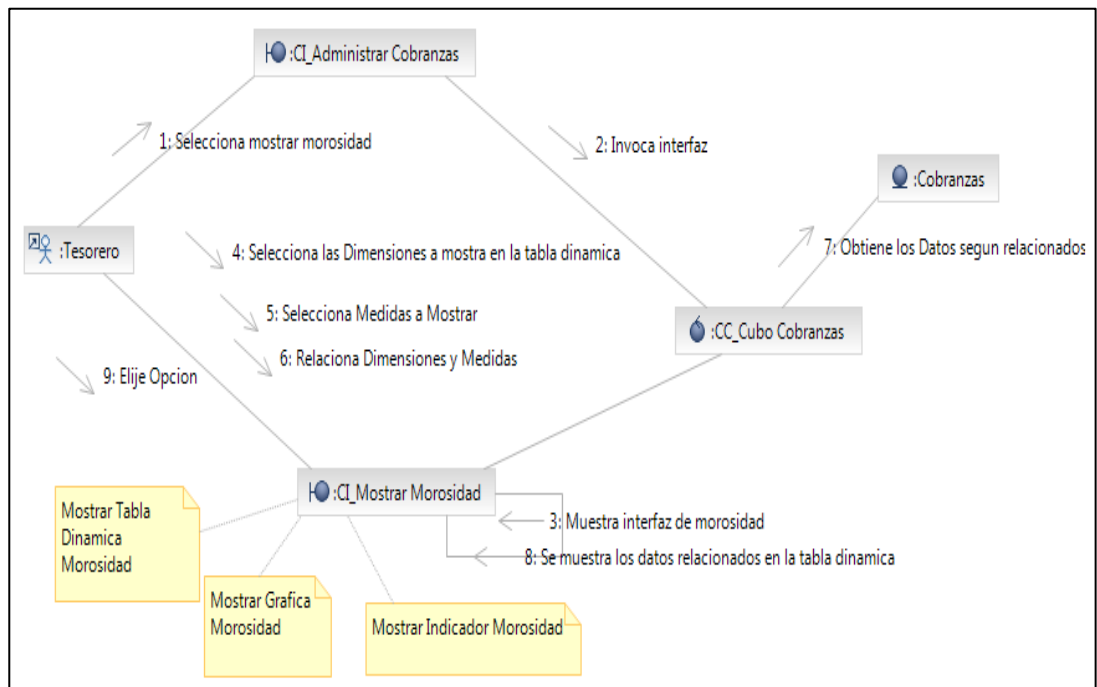 :CI_Administrar Cobranzas
1: Selecciona mostrar morosidad
2: Invoca interfaz
:Cobranzas
:Tesorero
4: Selecciona las Dimensiones a mostra en la tabla dinamica
7: Obtiene los Datos segun relacionados
5: Selecciona Medidas a Mostrar
:CC_Cubo Cobranzas
6: Relaciona Dimensiones y Medidas
9: Elije Opcion
:CI_Mostrar Morosidad
3: Muestra interfaz de morosidad
8: Se muestra los datos relacionados en la tabla dinamica
Mostrar Tabla
Dinamica
Morosidad
Mostrar Grafica
Morosidad
Mostrar Indicador Morosidad